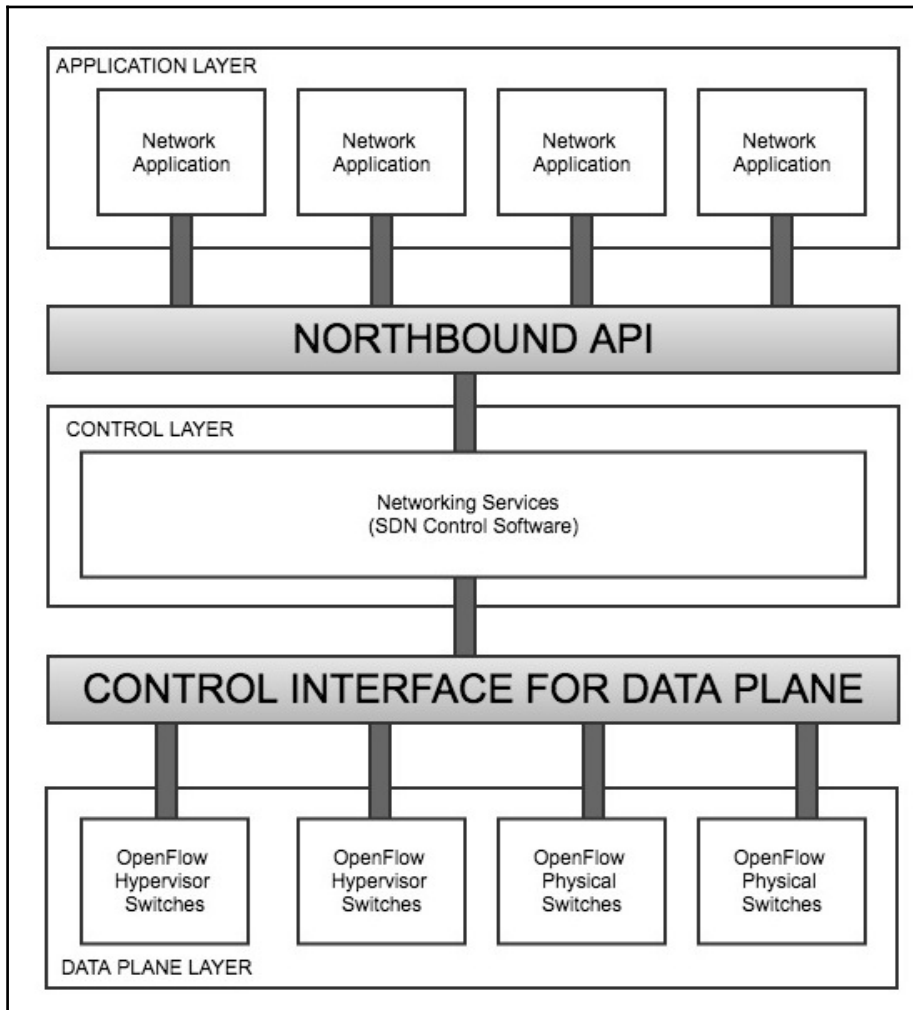 APPLICATION LAYER
Network
Application
Network
Application
Network
Application
Network
Application
NORTHBOUND API
CONTROL LAYER
Networking Services
(SDN Control Software)
CONTROL INTERFACE FOR DATA PLANE
OpenFlow
Hypervisor
Switches
OpenFlow
Hypervisor
Switches
OpenFlow
Physical
Switches
OpenFlow
Physical
Switches
DATA PLANE LAYER